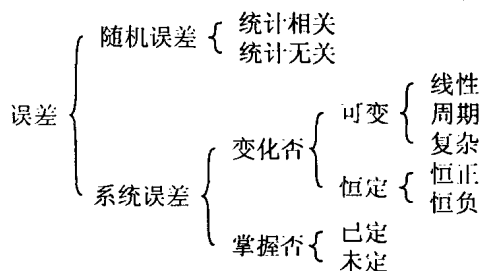 随机误差
统计相关
统计无关
误差
系统误差
变化否
可变
线性
周期
复杂
恒定
恒正
恒负
掌握否
已定
未定